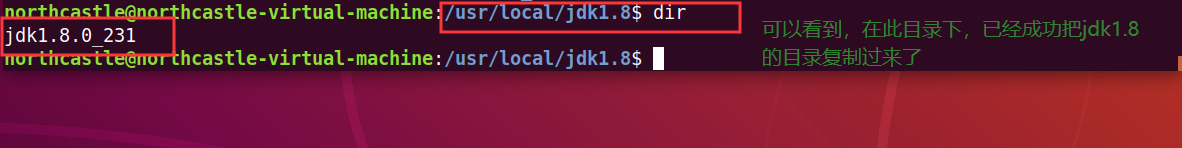 northcastle@northcastle-virtual-machine:/usr/local/jdk1.8$ dir
jdk1.8.0_231
northcastle@northcastle-virtual-machine:/usr/local/jdk1.8$
可以看到，在此目录下，已经成功把jdk1.8
的目录复制过来了